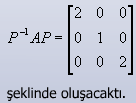 P⁻¹AP = [2 0 0
0 1 0
0 0 2]
şeklinde oluşacaktı.